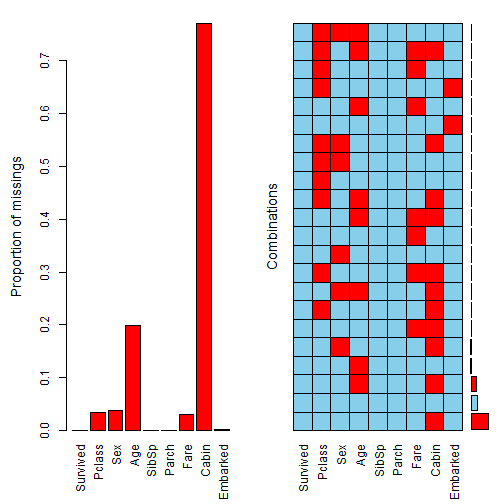 Proportion of missings
0.7
0.6
0.5
0.4
0.3
0.2
0.1
0.0
Survived
Pclass
Sex
Age
SibSp
Parch
Fare
Cabin
Embarked
Combinations
Survived
Pclass
Sex
Age
SibSp
Parch
Fare
Cabin
Embarked